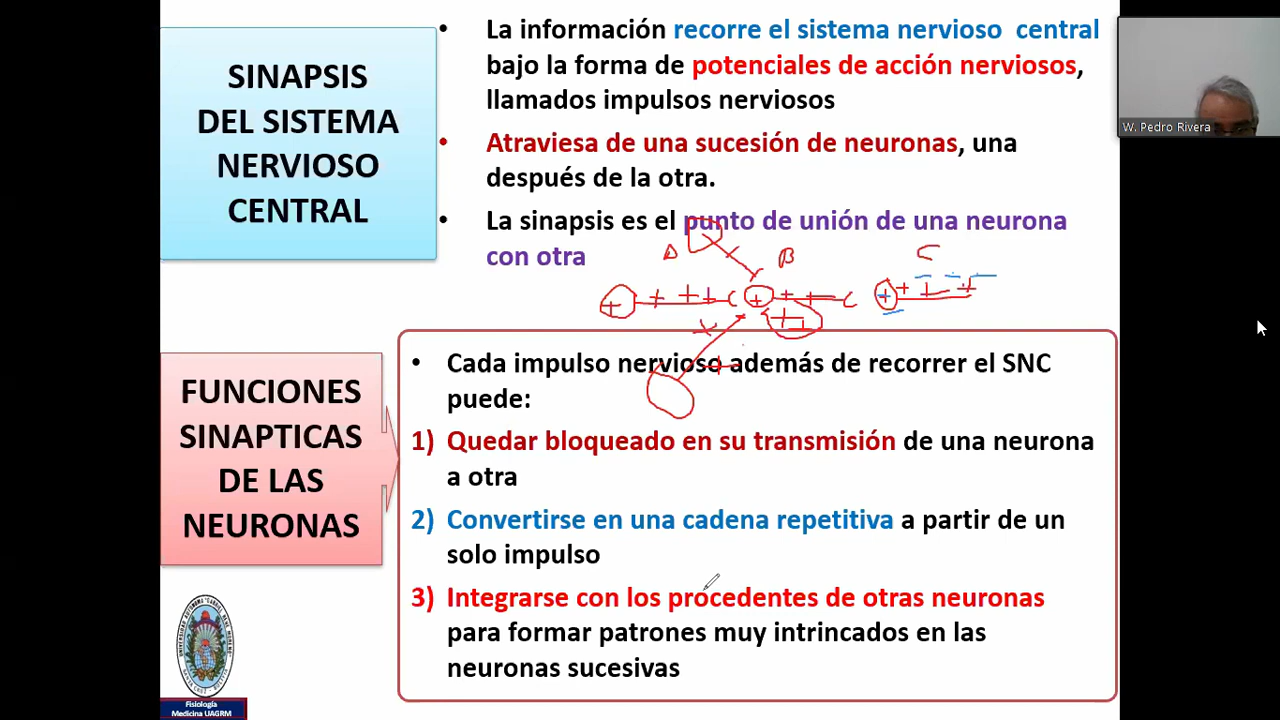 SINAPSIS
DEL SISTEMA
NERVIOSO
CENTRAL
• La información recorre el sistema nervioso central
bajo la forma de potenciales de acción nerviosos,
llamados impulsos nerviosos
• Atraviesa de una sucesión de neuronas, una
después de la otra.
• La sinapsis es el punto de unión de una neurona
con otra
A B C
FUNCIONES
SINAPTICAS
DE LAS
NEURONAS
• Cada impulso nervioso además de recorrer el SNC
puede:
1) Quedar bloqueado en su transmisión de una neurona
a otra
2) Convertirse en una cadena repetitiva a partir de un
solo impulso
3) Integrarse con los procedentes de otras neuronas
para formar patrones muy intrincados en las
neuronas sucesivas
Fisiología
Medicina UAGRM
W. Pedro Rivera